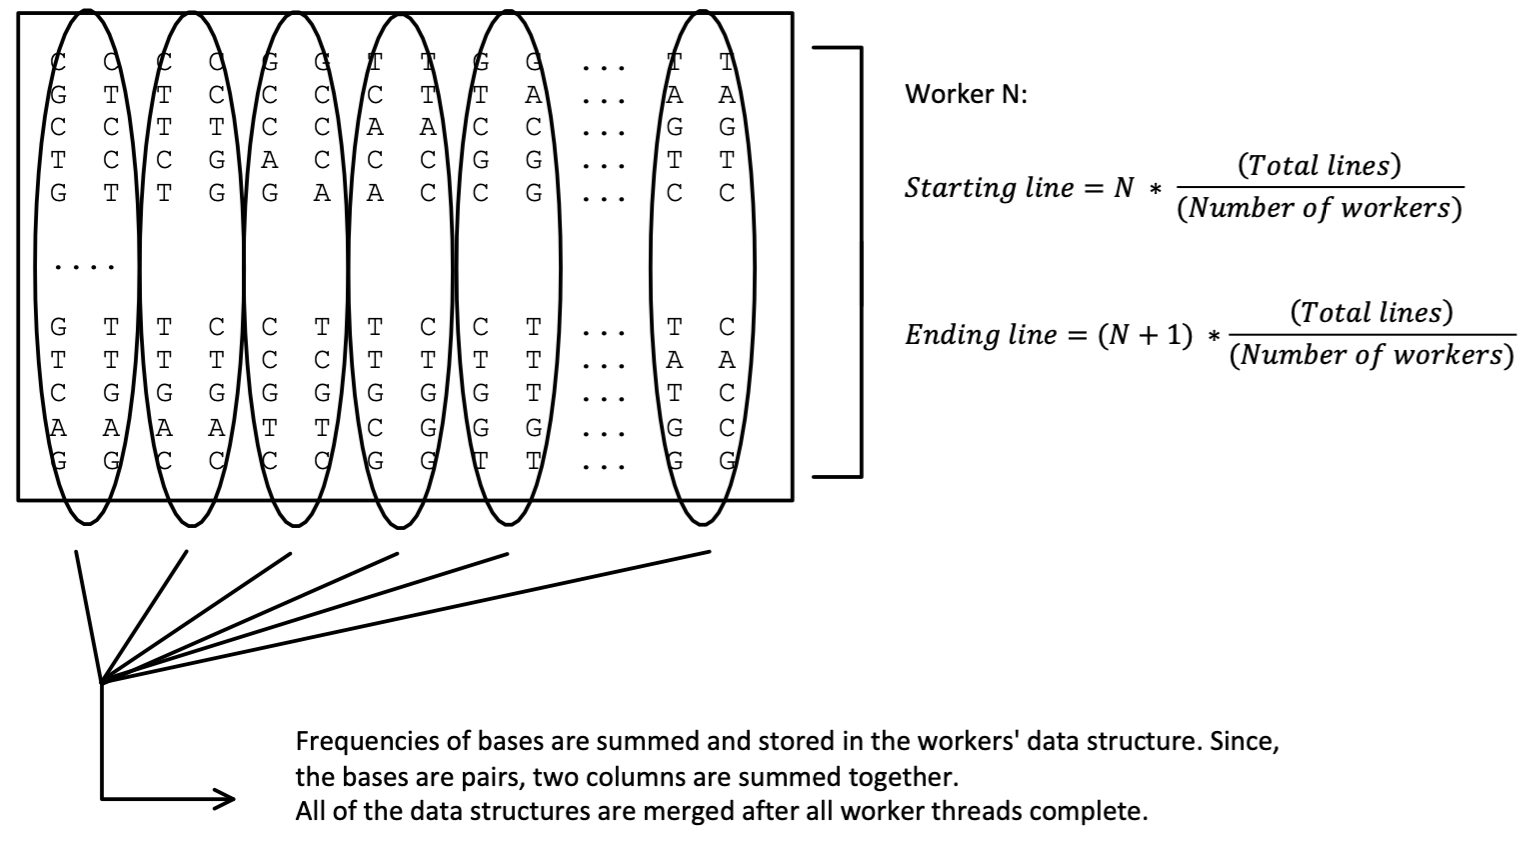 C C C C G G T T G G ... T T
G T T C C C C T T A ... A A
C C T T C C A A C C ... G G
T C C G A C C C G G ... T T
G T T G G A A C C G ... C C
....
G T T C C T T C C T ... T C
T T T T C C T T T T ... A A
C G G G G G G G G T ... T C
A A A A T T C G G G ... G C
G G C C C C G G T T ... G G
Worker N:
Starting line = N * (Total lines)
(Number of workers)
Ending line = (N + 1) * (Total lines)
(Number of workers)
Frequencies of bases are summed and stored in the workers' data structure. Since,
the bases are pairs, two columns are summed together.
All of the data structures are merged after all worker threads complete.